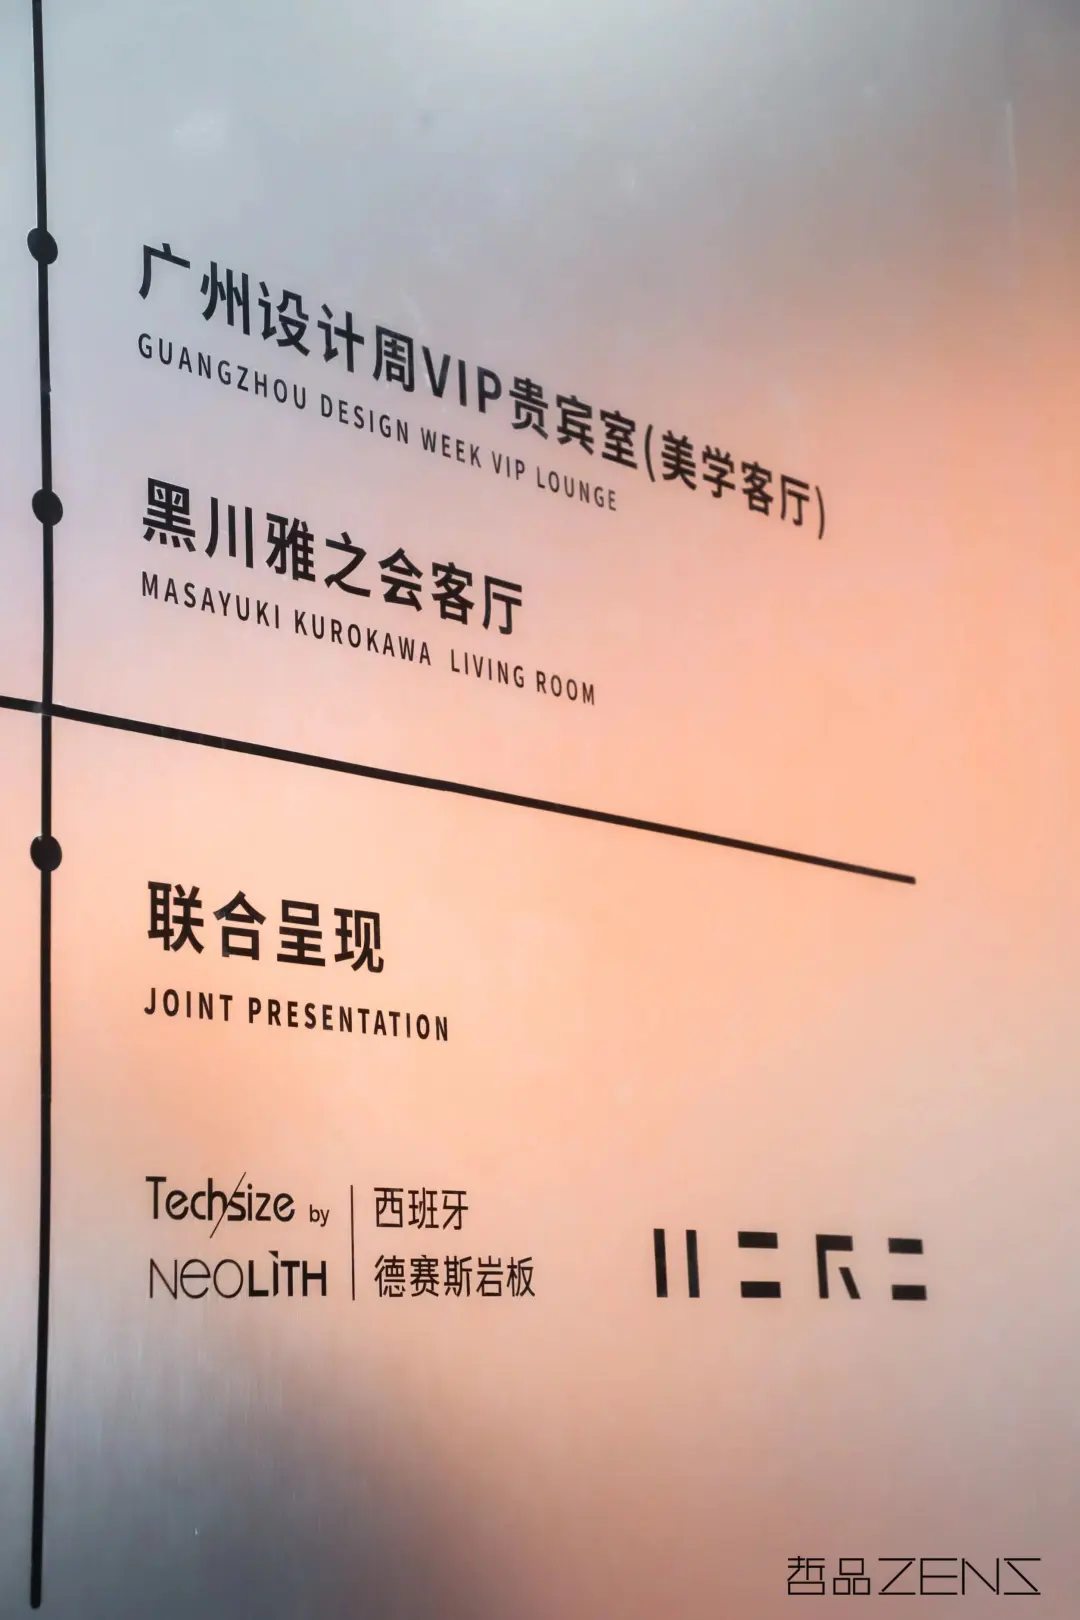 广州设计周VIP贵宾室(美学客厅)
GUANGZHOU DESIGN WEEK VIP LOUNGE
黑川雅之会客厅
MASAYUKI KUROKAWA LIVING ROOM
联合呈现
JOINT PRESENTATION
Techsize by
NEOLITH
西班牙
德赛斯岩板
HERE
哲品ZENS